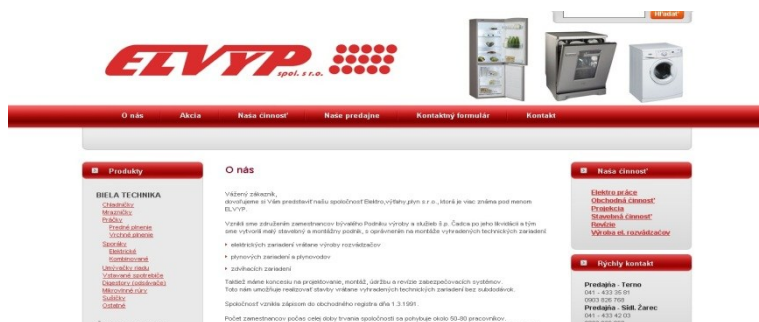 Hľadať
ELVYP
spol. s r.o.
O nás
Akcia
Naša činnosť
Naše predajne
Kontaktný formulár
Kontakt
Produkty
BIELA TECHNIKA
Chladničky
Mrazničky
Práčky
Predné plnenie
Vrchné plnenie
Sporáky
Elektrické
Kombinované
Umývačky riadu
Vstavané spotrebiče
Digestory (odsávače)
Mikrovlnné rúry
Sušičky
Ostatné
O nás
Vážený zákazník,
dovoľujeme si Vám predstaviť našu spoločnosť Elektro,výťahy,plyn s.r.o.,ktorá je viac známa pod menom
ELVYP.
Vznikli sme združením zamestnancov bývalého Podniku výroby a služieb š.p. Čadca po jeho likvidácii a tým
sme vytvorili malý stavebný a montážny podnik, s oprávnením na montáže vyhradených technických zariadení
elektrických zariadení vrátane výroby rozvádzačov
plynových zariadení a plynovodov
zdvíhacích zariadení
Taktiež máme koncesiu na projektovanie, montáž, údržbu a revízie zabezpečovacích systémov.
Toto nám umožňuje realizovať stavby vrátane vyhradených technických zariadení bez subdodávok.
Spoločnosť vznikla zápisom do obchodného registra dňa 1.3.1991.
Počet zamestnancov počas celej doby trvania spoločnosti sa pohybuje okolo 50-60 pracovníkov.
Naša činnosť
Elektro práce
Obchodná činnosť
Projekcia
Stavebná činnosť
Revízie
Výroba el. rozvádzačov
Rýchly kontakt
Predajňa - Terno
041 - 433 35 81
0903 526 768
Predajňa - Sídl. Žarec
041 - 433 42 03